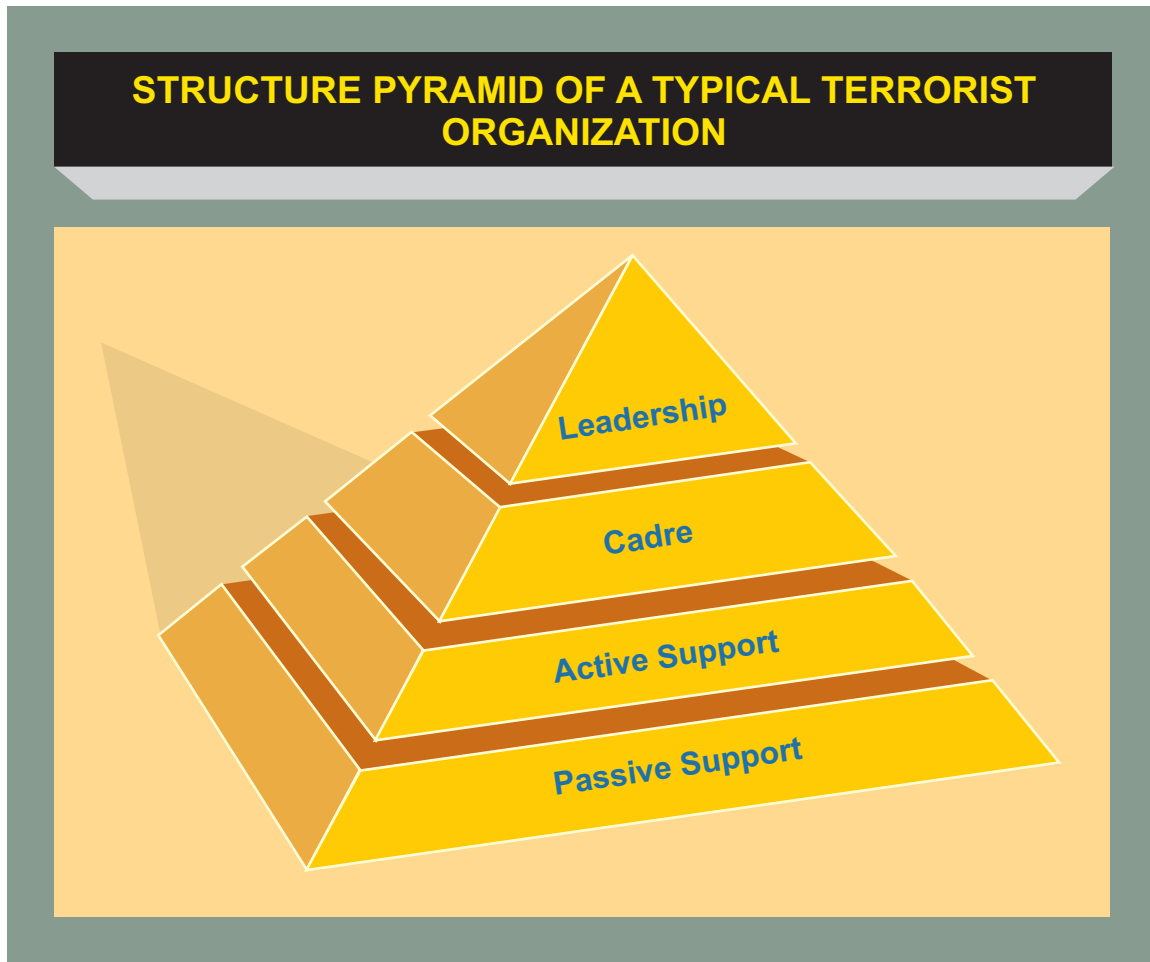 STRUCTURE PYRAMID OF A TYPICAL TERRORIST
ORGANIZATION
Leadership
Cadre
Active Support
Passive Support